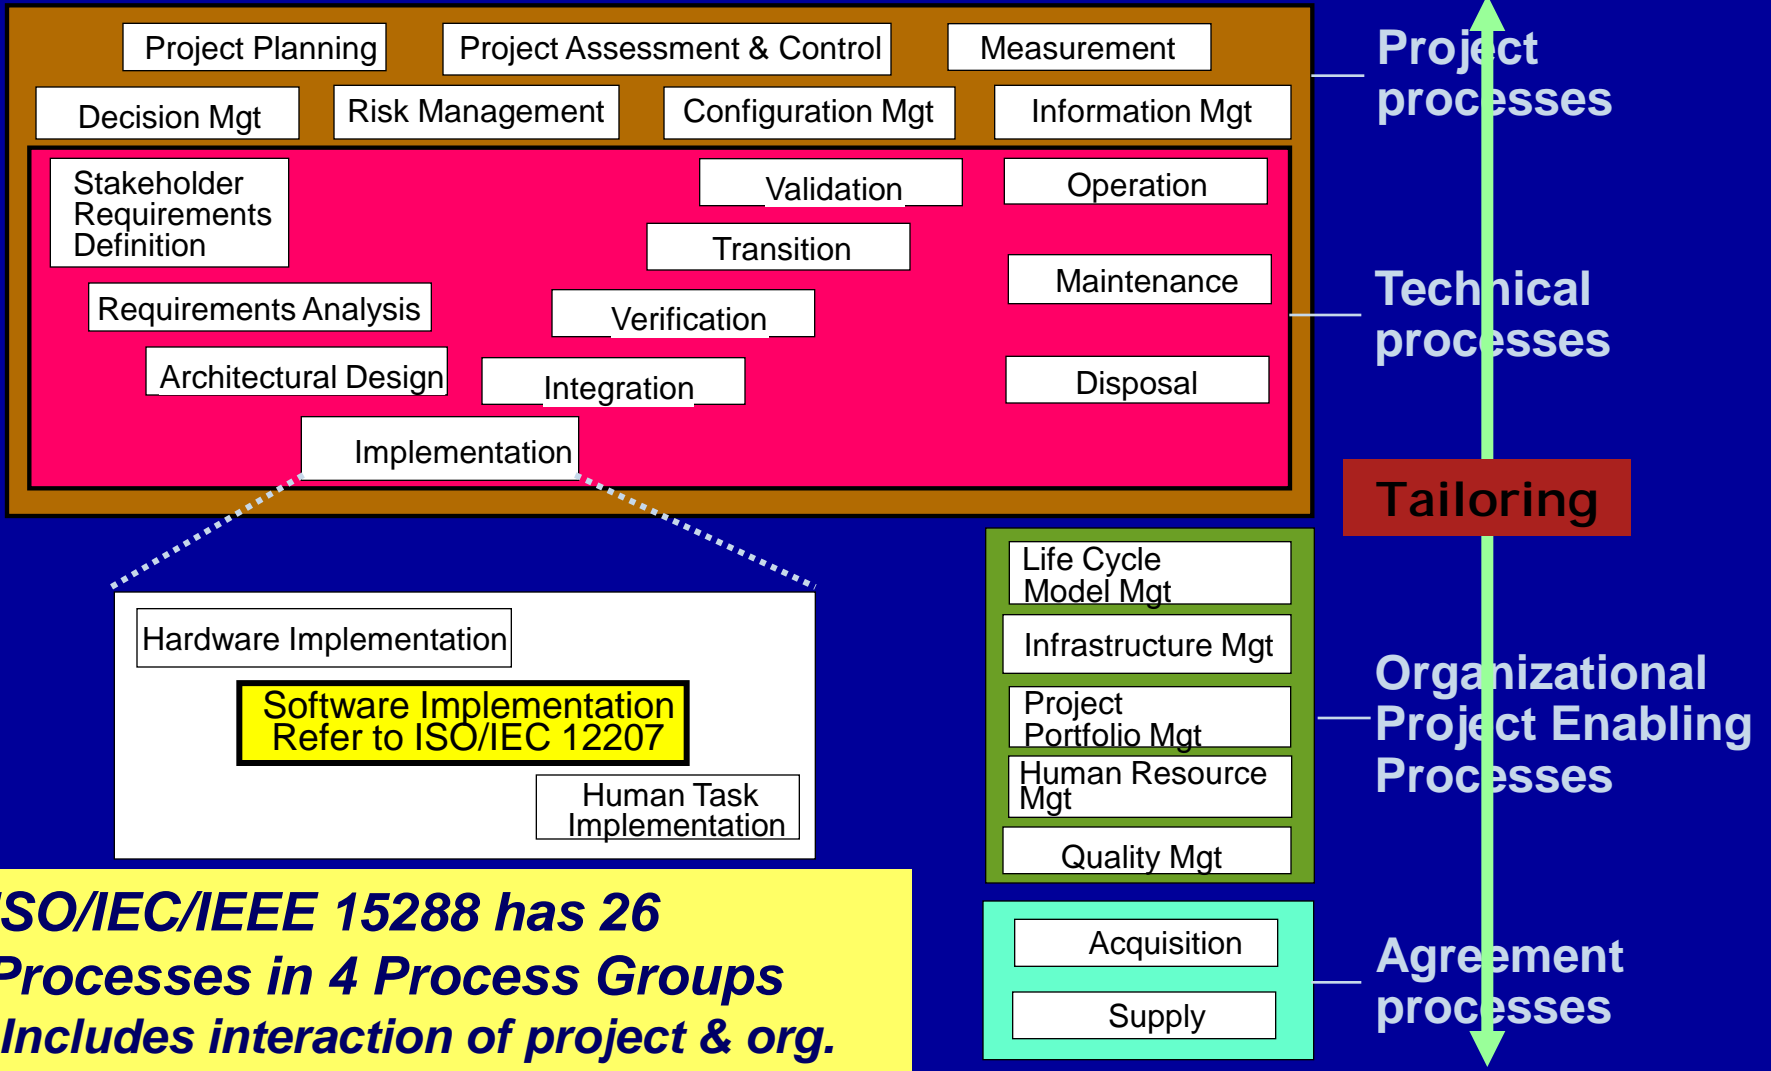 Project Planning
Project Assessment & Control
Measurement
Decision Mgt
Risk Management
Configuration Mgt
Information Mgt
Project
processes
Stakeholder
Requirements
Definition
Validation
Operation
Transition
Requirements Analysis
Verification
Maintenance
Architectural Design
Integration
Disposal
Implementation
Technical
processes
Tailoring
Hardware Implementation
Software Implementation
Refer to ISO/IEC 12207
Human Task
Implementation
Life Cycle
Model Mgt
Infrastructure Mgt
Project
Portfolio Mgt
Human Resource
Mgt
Quality Mgt
Organizational
Project Enabling
Processes
ISO/IEC/IEEE 15288 has 26
Processes in 4 Process Groups
Includes interaction of project & org.
Acquisition
Supply
Agreement
processes